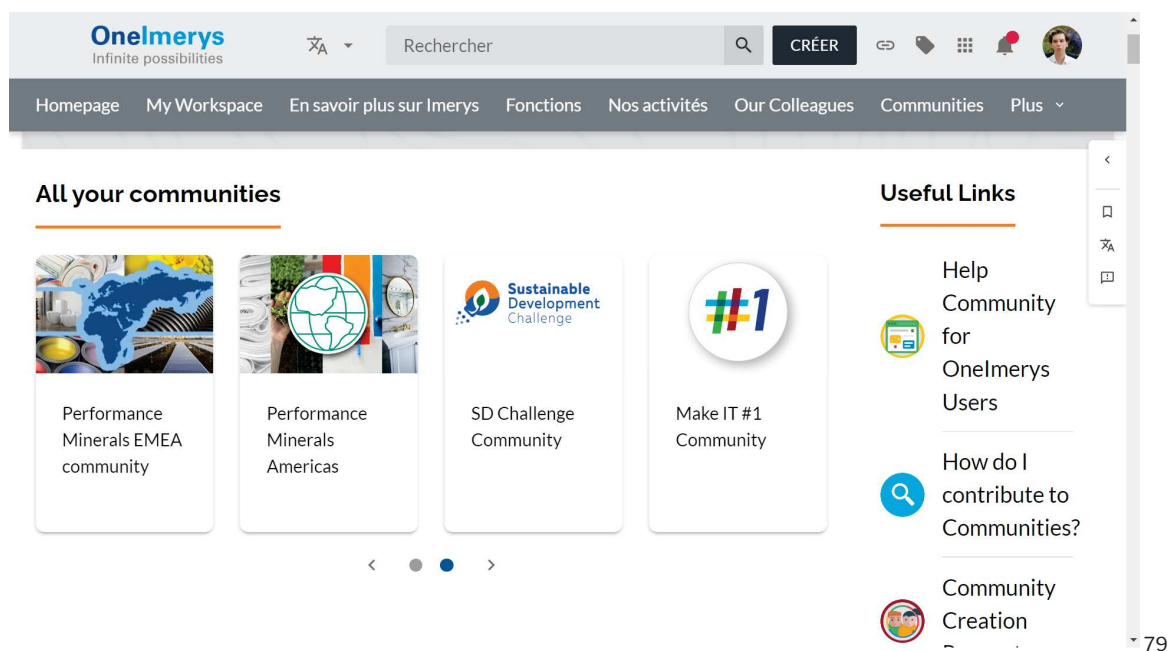 OneImerys
Infinite possibilities
Rechercher
CRÉER
Homepage My Workspace En savoir plus sur Imerys Fonctions Nos activités Our Colleagues Communities Plus
All your communities
Performance
Minerals EMEA
community
Performance
Minerals
Americas
Sustainable
Development
Challenge
SD Challenge
Community
#1
Make IT #1
Community
Useful Links
Help
Community
for
OneImerys
Users
How do I
contribute to
Communities?
Community
Creation
79